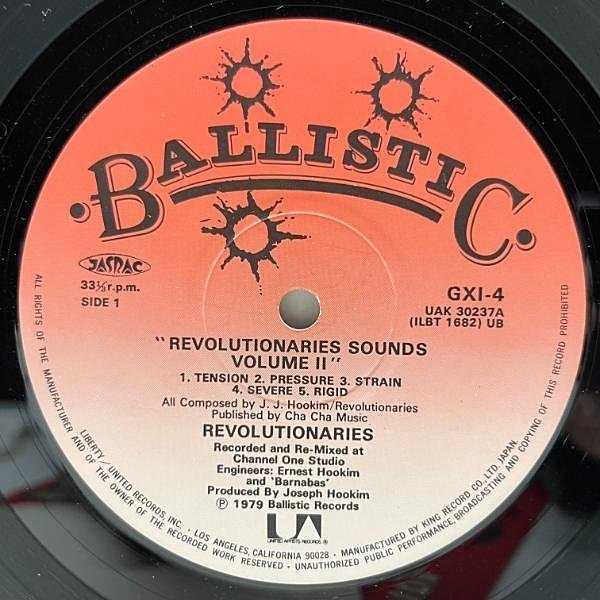 BALLISTIC
JASRAC
33⅓ r.p.m.
SIDE 1
GXI-4
UAK 30237A
(ILBT 1682) UB
"REVOLUTIONARIES SOUNDS
VOLUME II"
1. TENSION 2. PRESSURE 3. STRAIN
4. SEVERE 5. RIGID
All Composed by J. J. Hookim/Revolutionaries
Published by Cha Cha Music
REVOLUTIONARIES
Recorded and Re-Mixed at
Channel One Studio
Engineers: Ernest Hookim
and 'Barnabas'
Produced By Joseph Hookim
Ⓟ 1979 Ballistic Records
UA
UNITED ARTISTS RECORDS ®
LIBERTY/UNITED RECORDS, INC. · LOS ANGELES, CALIFORNIA 90028 · MANUFACTURED BY KING RECORD CO., LTD. JAPAN.
ALL RIGHTS OF THE MANUFACTURER AND OF THE OWNER OF THE RECORDED WORK RESERVED · UNAUTHORIZED PUBLIC PERFORMANCE, BROADCASTING AND COPYING OF THIS RECORD PROHIBITED